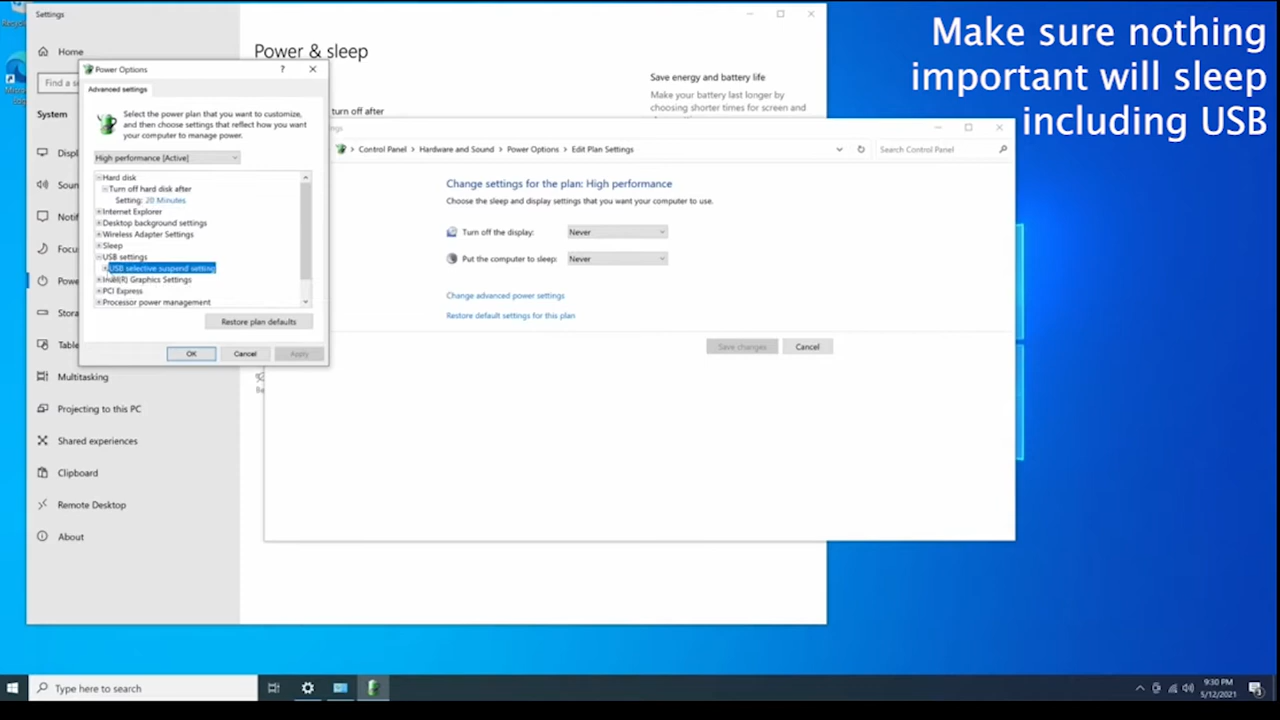 Make sure nothing
important will sleep
including USB
Settings
Home
Find a s
System
Displ
Soun
Notif
Focus
Powe
Stora
Table
Multitasking
Projecting to this PC
Shared experiences
Clipboard
Remote Desktop
About
Power & sleep
turn off after
Save energy and battery life
Make your battery last longer by
choosing shorter times for screen and
Power Options
?
Advanced settings
Select the power plan that you want to customize,
and then choose settings that reflect how you want
your computer to manage power.
High performance [Active]
Hard disk
Turn off hard disk after
Setting: 20 Minutes
Internet Explorer
Desktop background settings
Wireless Adapter Settings
Sleep
USB settings
USB selective suspend setting
Intel(R) Graphics Settings
PCI Express
Processor power management
Restore plan defaults
OK
Cancel
Apply
ngs
Control Panel > Hardware and Sound > Power Options > Edit Plan Settings
Search Control Panel
Change settings for the plan: High performance
Choose the sleep and display settings that you want your computer to use.
Turn off the display: Never
Put the computer to sleep: Never
Change advanced power settings
Restore default settings for this plan
Save changes
Cancel
Be
Type here to search
9:30 PM
5/12/2021